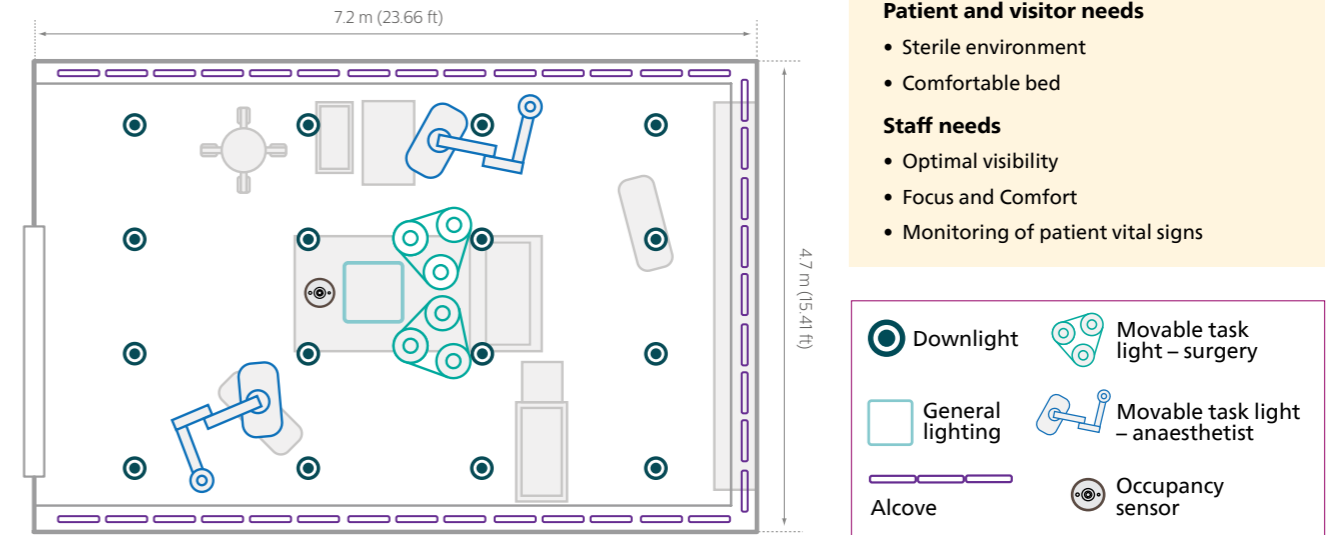 7.2 m (23.66 ft)
4.7 m (15.41 ft)
Patient and visitor needs
• Sterile environment
• Comfortable bed
Staff needs
• Optimal visibility
• Focus and Comfort
• Monitoring of patient vital signs
Downlight
Movable task
light – surgery
General
lighting
Movable task light
– anaesthetist
Alcove
Occupancy
sensor